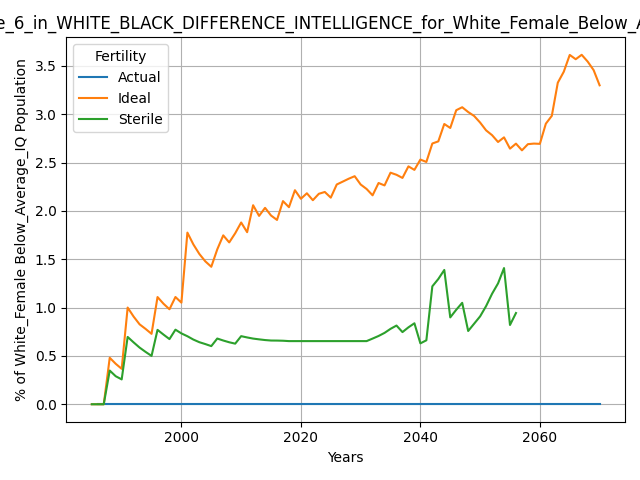 e_6_in_WHITE_BLACK_DIFFERENCE_INTELLIGENCE_for_White_Female_Below_A
Fertility
Actual
Ideal
Sterile
% of White_Female Below_Average_IQ Population
3.5
3.0
2.5
2.0
1.5
1.0
0.5
0.0
2000 2020 2040 2060
Years